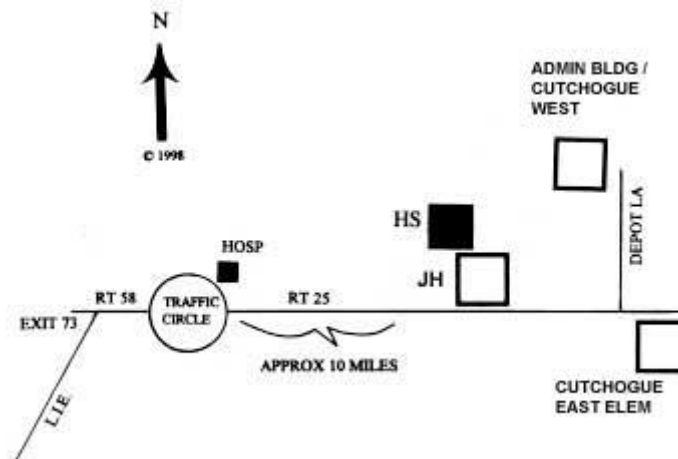 N
ADMIN BLDG /
CUTCHOGUE
WEST
© 1998
HS
HOSP
DEPOT LA
JH
RT 58
TRAFFIC
CIRCLE
RT 25
EXIT 73
APPROX 10 MILES
L.I.E.
CUTCHOGUE
EAST ELEM